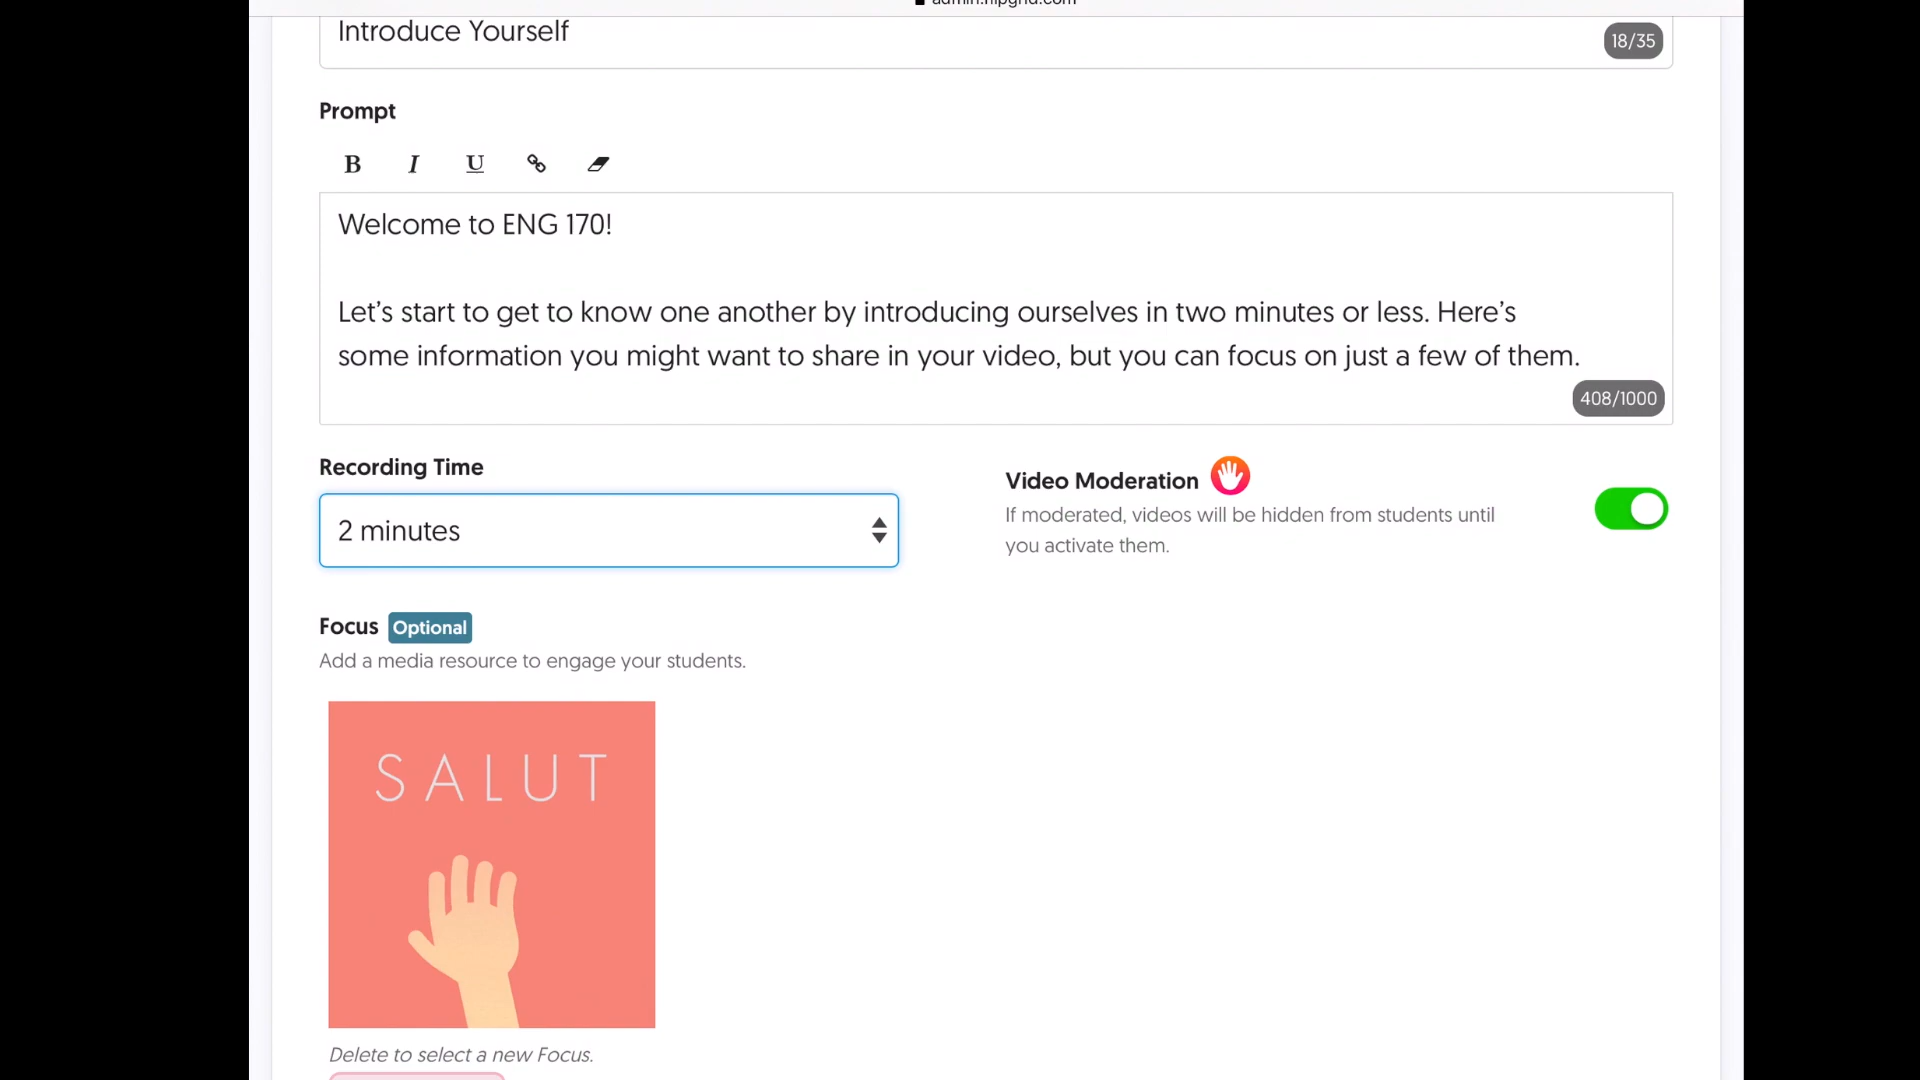 Introduce Yourself
18/35
Prompt
B I U
Welcome to ENG 170!
Let’s start to get to know one another by introducing ourselves in two minutes or less. Here’s
some information you might want to share in your video, but you can focus on just a few of them.
408/1000
Recording Time
2 minutes
Video Moderation
If moderated, videos will be hidden from students until
you activate them.
Focus Optional
Add a media resource to engage your students.
SALUT
Delete to select a new Focus.